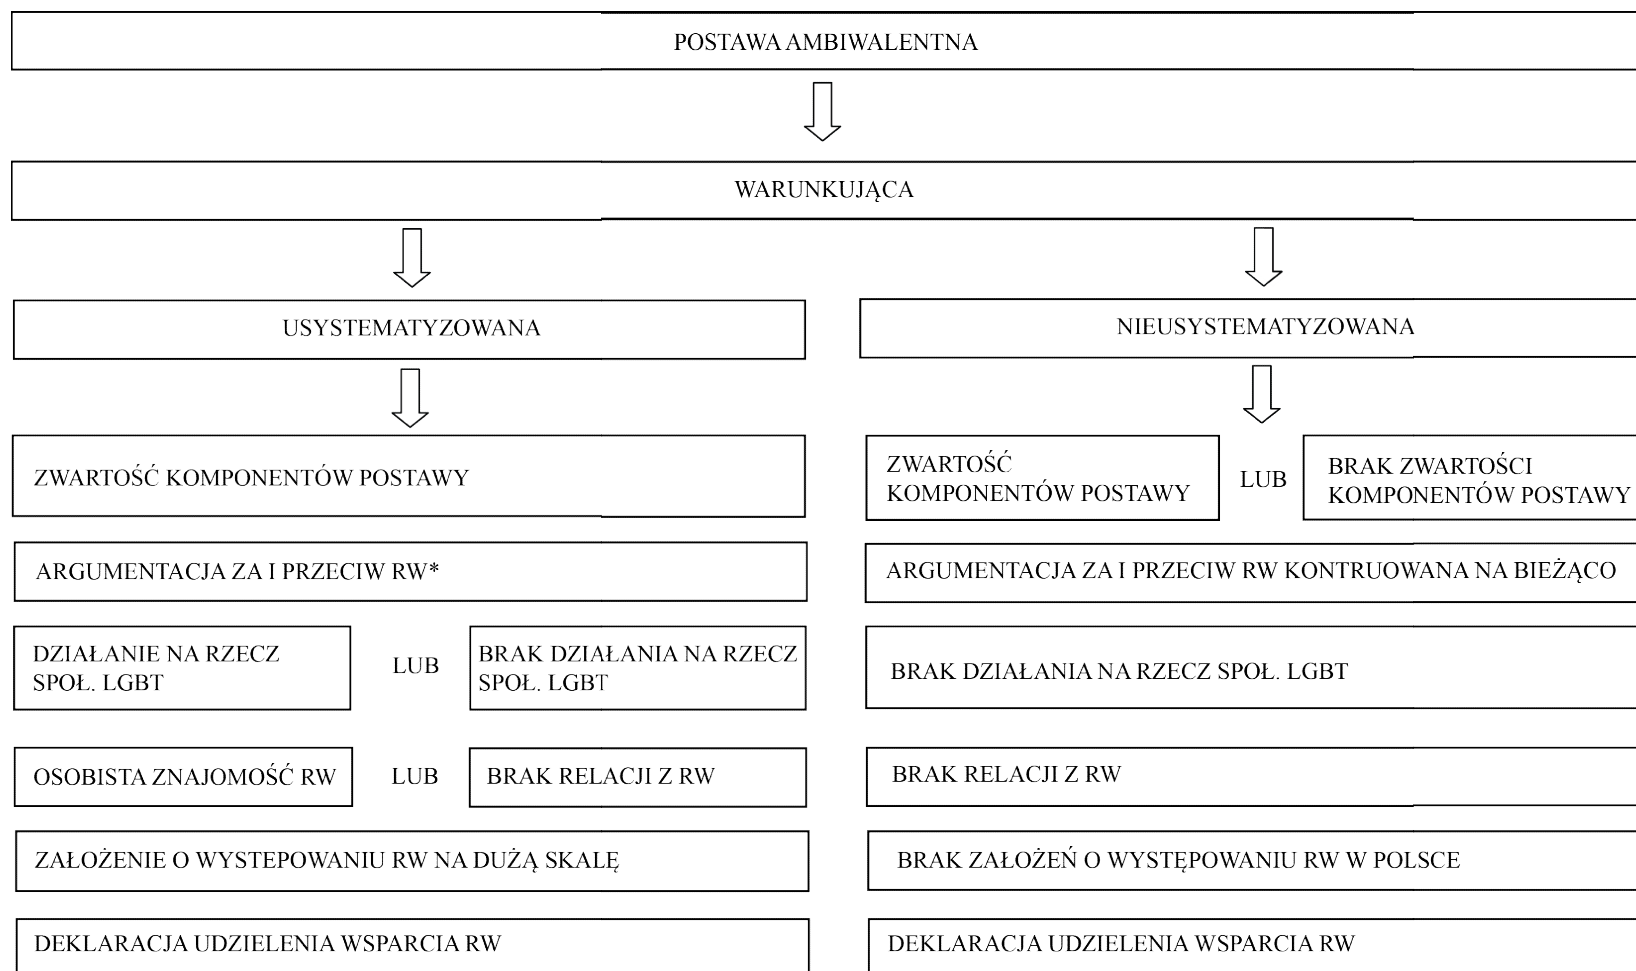 POSTAWA AMBIWALENTNA
WARUNKUJĄCA
USYSTEMATYZOWANA
NIEUSYSTEMATYZOWANA
ZWARTOŚĆ KOMPONENTÓW POSTAWY
ZWARTOŚĆ
KOMPONENTÓW POSTAWY
LUB
BRAK ZWARTOŚCI
KOMPONENTÓW POSTAWY
ARGUMENTACJA ZA I PRZECIW RW*
ARGUMENTACJA ZA I PRZECIW RW KONTRUOWANA NA BIEŻĄCO
DZIAŁANIE NA RZECZ
SPOŁ. LGBT
LUB
BRAK DZIAŁANIA NA RZECZ
SPOŁ. LGBT
BRAK DZIAŁANIA NA RZECZ SPOŁ. LGBT
OSOBISTA ZNAJOMOŚĆ RW
LUB
BRAK RELACJI Z RW
BRAK RELACJI Z RW
ZAŁOŻENIE O WYSTEPOWANIU RW NA DUŻĄ SKALĘ
BRAK ZAŁOŻEŃ O WYSTĘPOWANIU RW W POLSCE
DEKLARACJA UDZIELENIA WSPARCIA RW
DEKLARACJA UDZIELENIA WSPARCIA RW